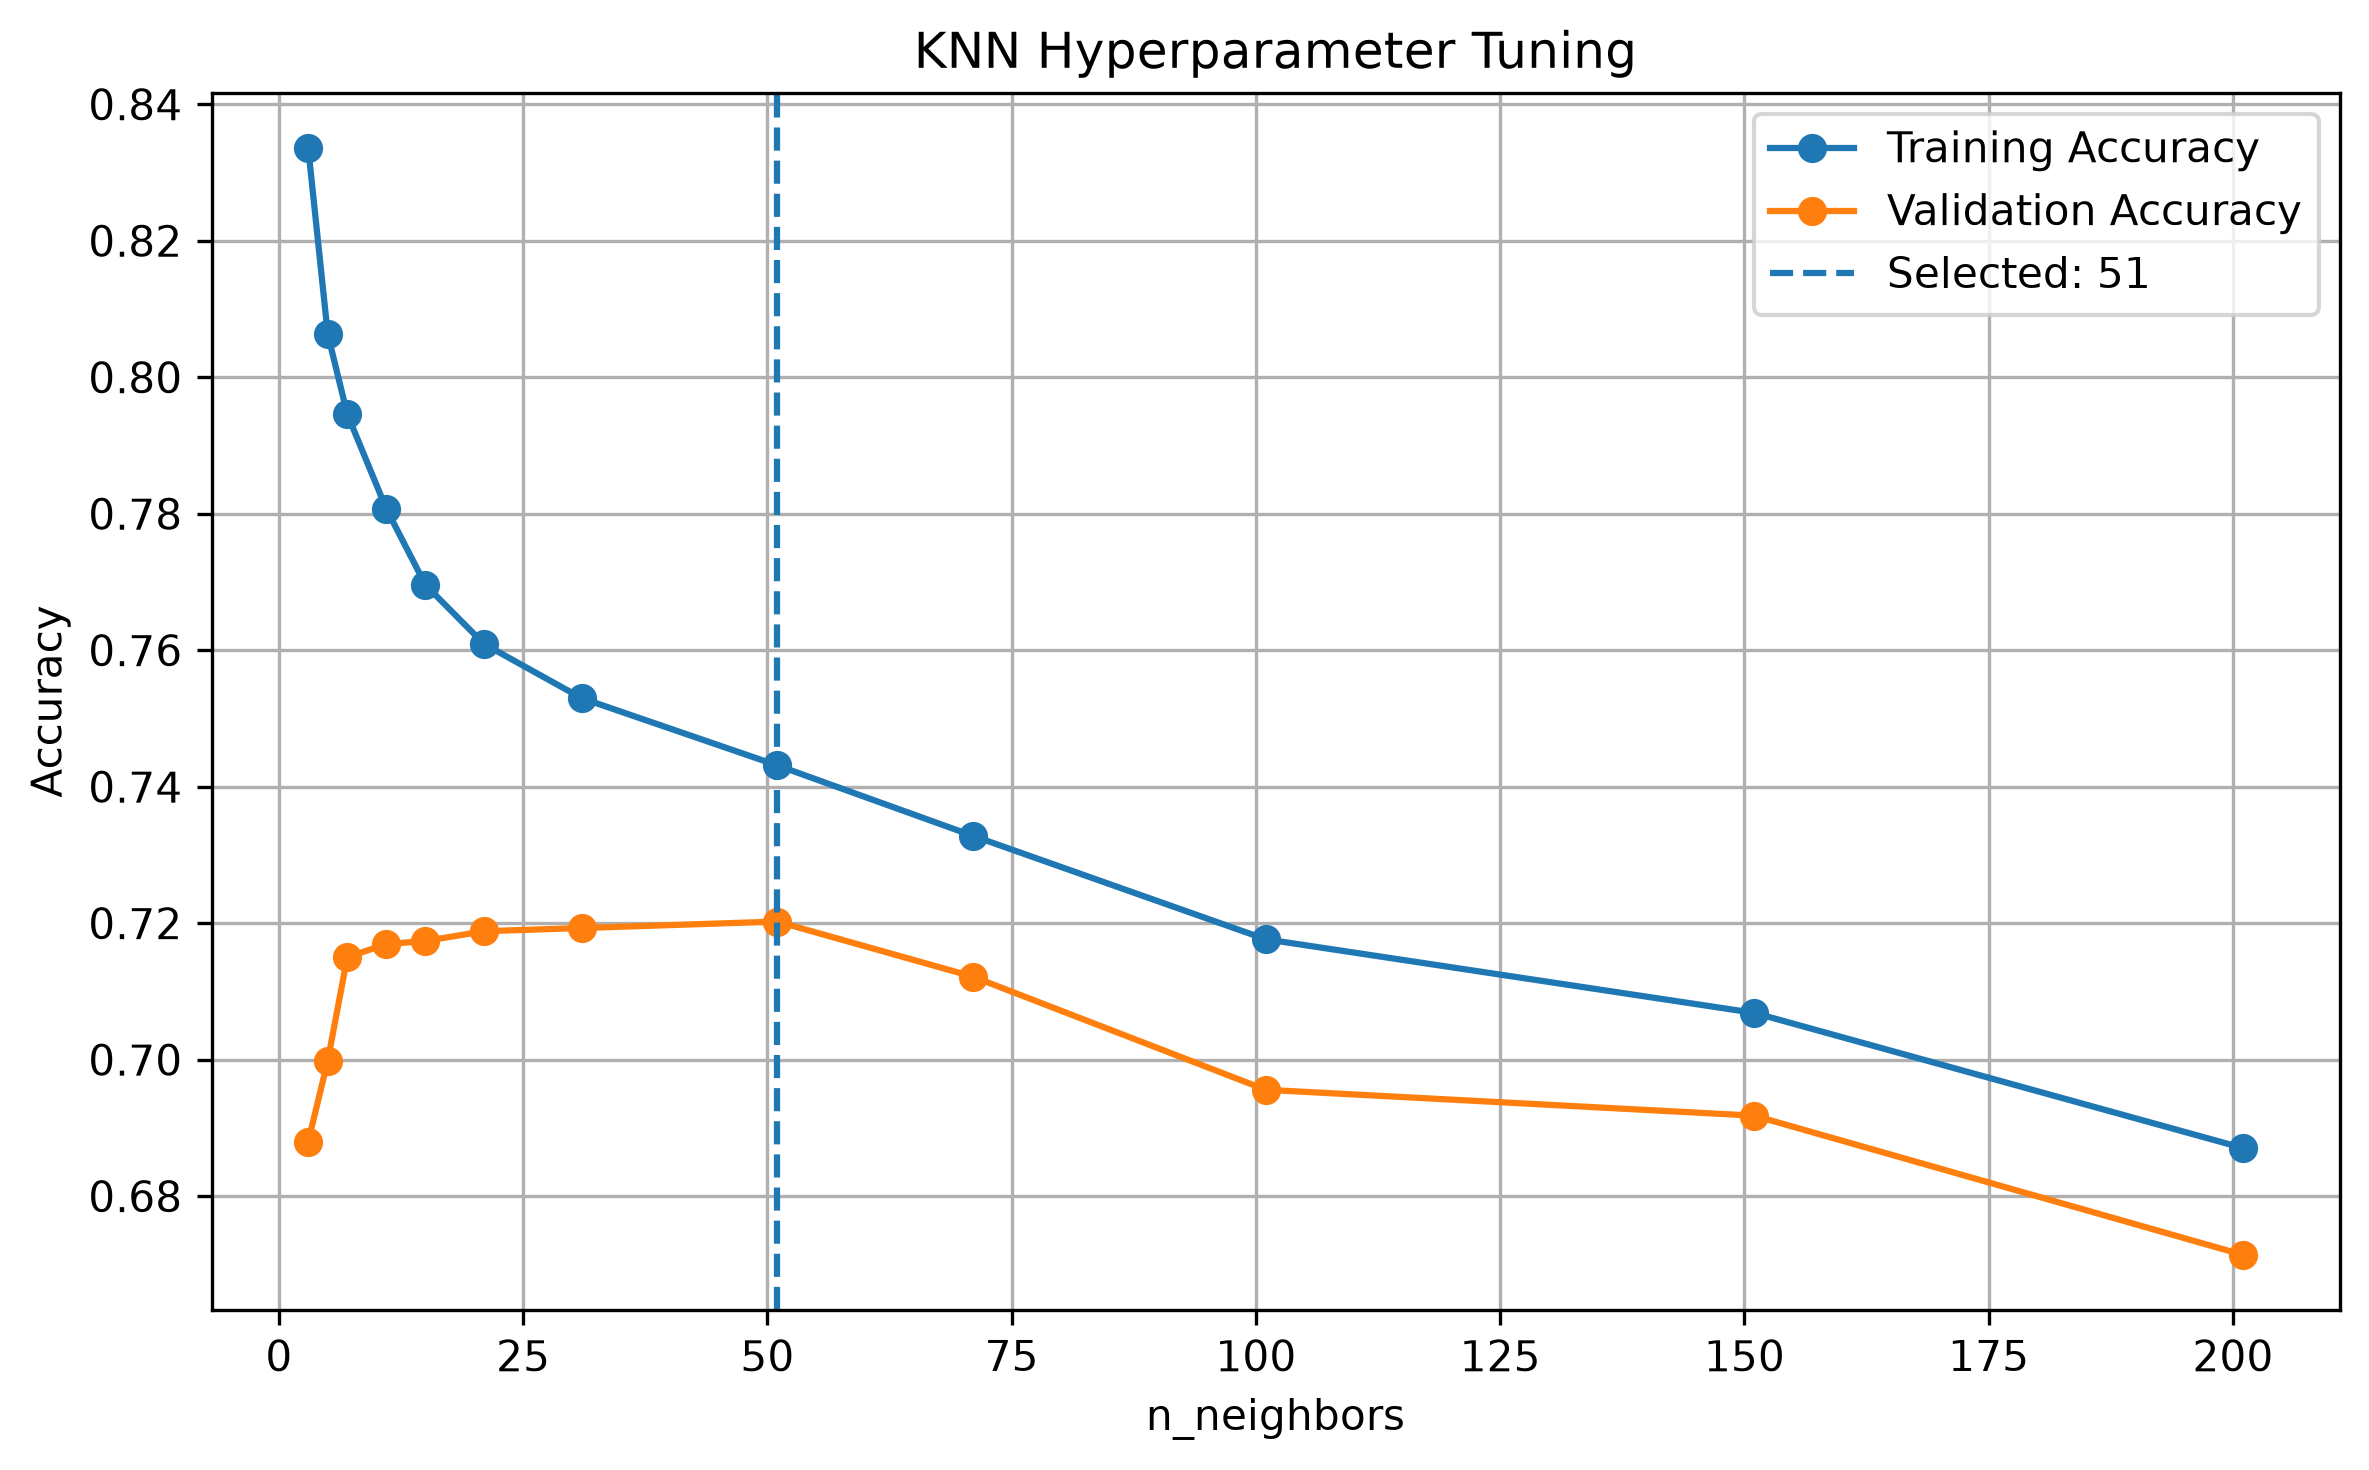 KNN Hyperparameter Tuning
0.84
0.82
0.80
0.78
0.76
0.74
0.72
0.70
0.68
Accuracy
Training Accuracy
Validation Accuracy
Selected: 51
0 25 50 75 100 125 150 175 200
n_neighbors